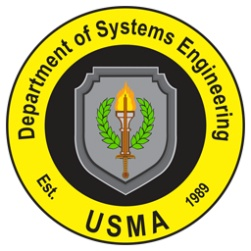 Department of Systems Engineering
Est. 1989
USMA